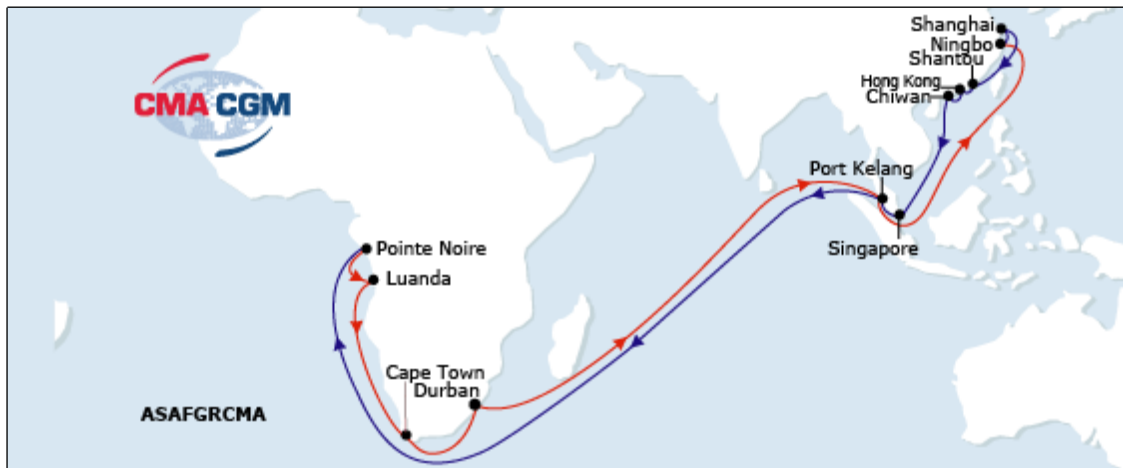 CMA CGM
Shanghai
Ningbo
Shantou
Hong Kong
Chiwan
Port Kelang
Singapore
Pointe Noire
Luanda
Cape Town
Durban
ASAFGRCMA